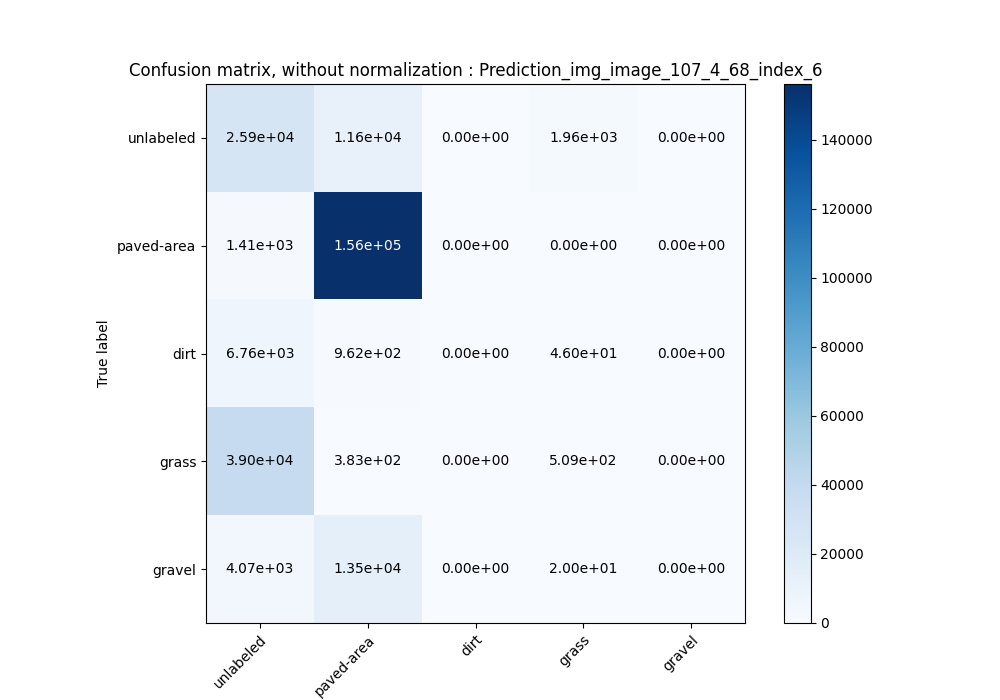 Confusion matrix, without normalization : Prediction_img_image_107_4_68_index_6
unlabeled 2.59e+04 1.16e+04 0.00e+00 1.96e+03 0.00e+00
paved-area 1.41e+03 1.56e+05 0.00e+00 0.00e+00 0.00e+00
dirt 6.76e+03 9.62e+02 0.00e+00 4.60e+01 0.00e+00
grass 3.90e+04 3.83e+02 0.00e+00 5.09e+02 0.00e+00
gravel 4.07e+03 1.35e+04 0.00e+00 2.00e+01 0.00e+00
True label
unlabeled paved-area dirt grass gravel
140000
120000
100000
80000
60000
40000
20000
0